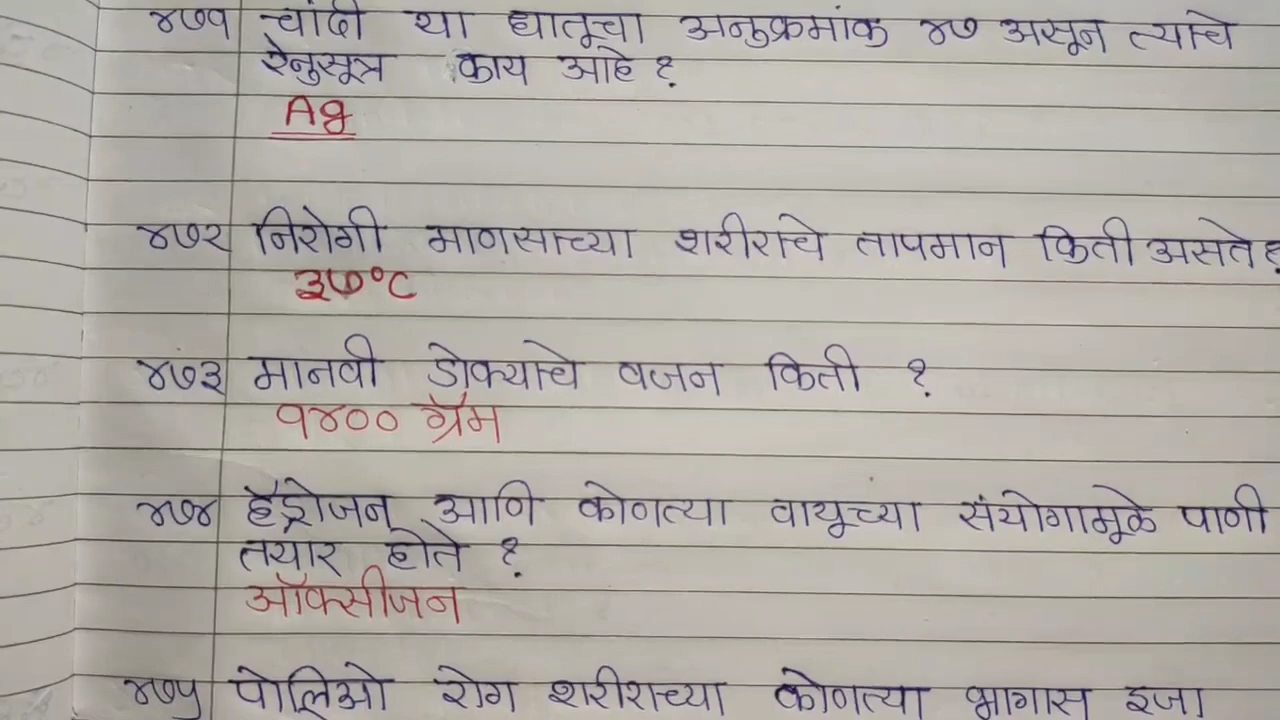 ४७१ चांदी या धातूचा अनुक्रमांक ४७ असून त्याचे
रेनुसूत्र काय आहे ?
Ag
४७२ निरोगी माणसाच्या शरीराचे तापमान किती असते ?
३७°C
४७३ मानवी डोक्याचे वजन किती ?
१४०० ग्रॅम
४७४ हॅड्रोजन आणि कोणत्या वायूच्या संयोगामूळे पाणी
तयार होते ?
ऑक्सीजन
४७५ पोलिओ रोग शरीराच्या कोणत्या भागास इजा